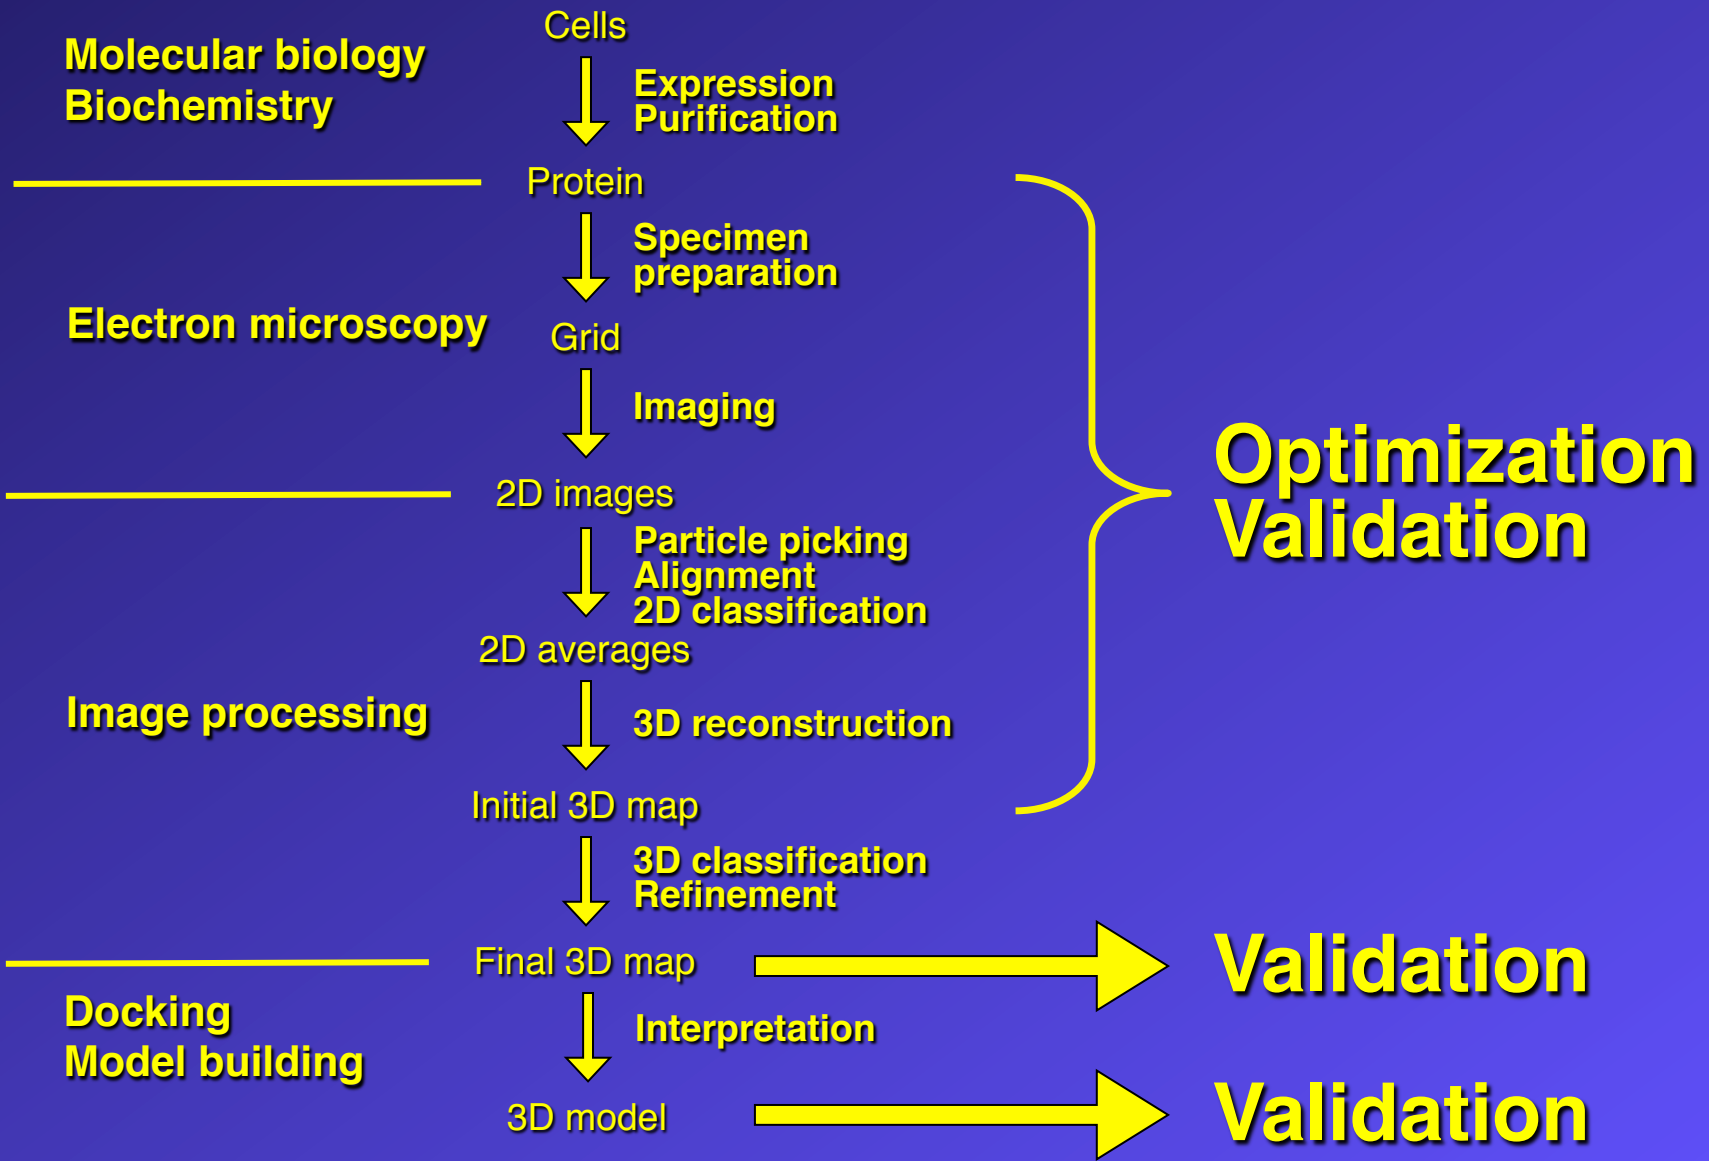 Cells
Molecular biology
Biochemistry
Expression
Purification
Protein
Specimen
preparation
Electron microscopy
Grid
Imaging
Optimization
Validation
2D images
Particle picking
Alignment
2D classification
2D averages
Image processing
3D reconstruction
Initial 3D map
3D classification
Refinement
Final 3D map
Validation
Docking
Model building
Interpretation
3D model
Validation